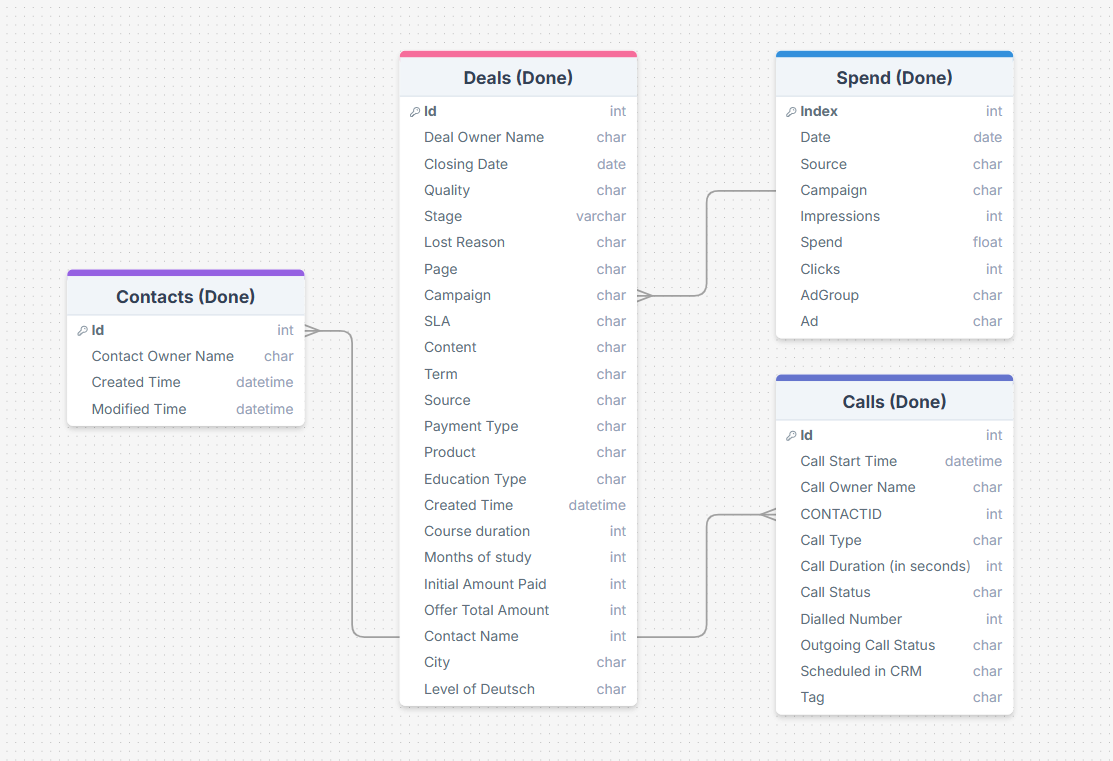 Deals (Done)
Id int
Deal Owner Name char
Closing Date date
Quality char
Stage varchar
Lost Reason char
Page char
Campaign char
SLA char
Content char
Term char
Source char
Payment Type char
Product char
Education Type char
Created Time datetime
Course duration int
Months of study int
Initial Amount Paid int
Offer Total Amount int
Contact Name int
City char
Level of Deutsch char
Spend (Done)
Index int
Date date
Source char
Campaign char
Impressions int
Spend float
Clicks int
AdGroup char
Ad char
Contacts (Done)
Id int
Contact Owner Name char
Created Time datetime
Modified Time datetime
Calls (Done)
Id int
Call Start Time datetime
Call Owner Name char
CONTACTID int
Call Type char
Call Duration (in seconds) int
Call Status char
Dialled Number int
Outgoing Call Status char
Scheduled in CRM char
Tag char